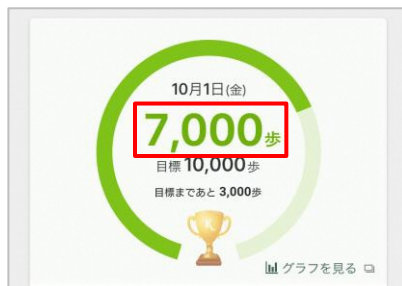 10月1日(金)
7,000歩
目標 10,000 歩
目標まであと 3,000歩
グラフを見る